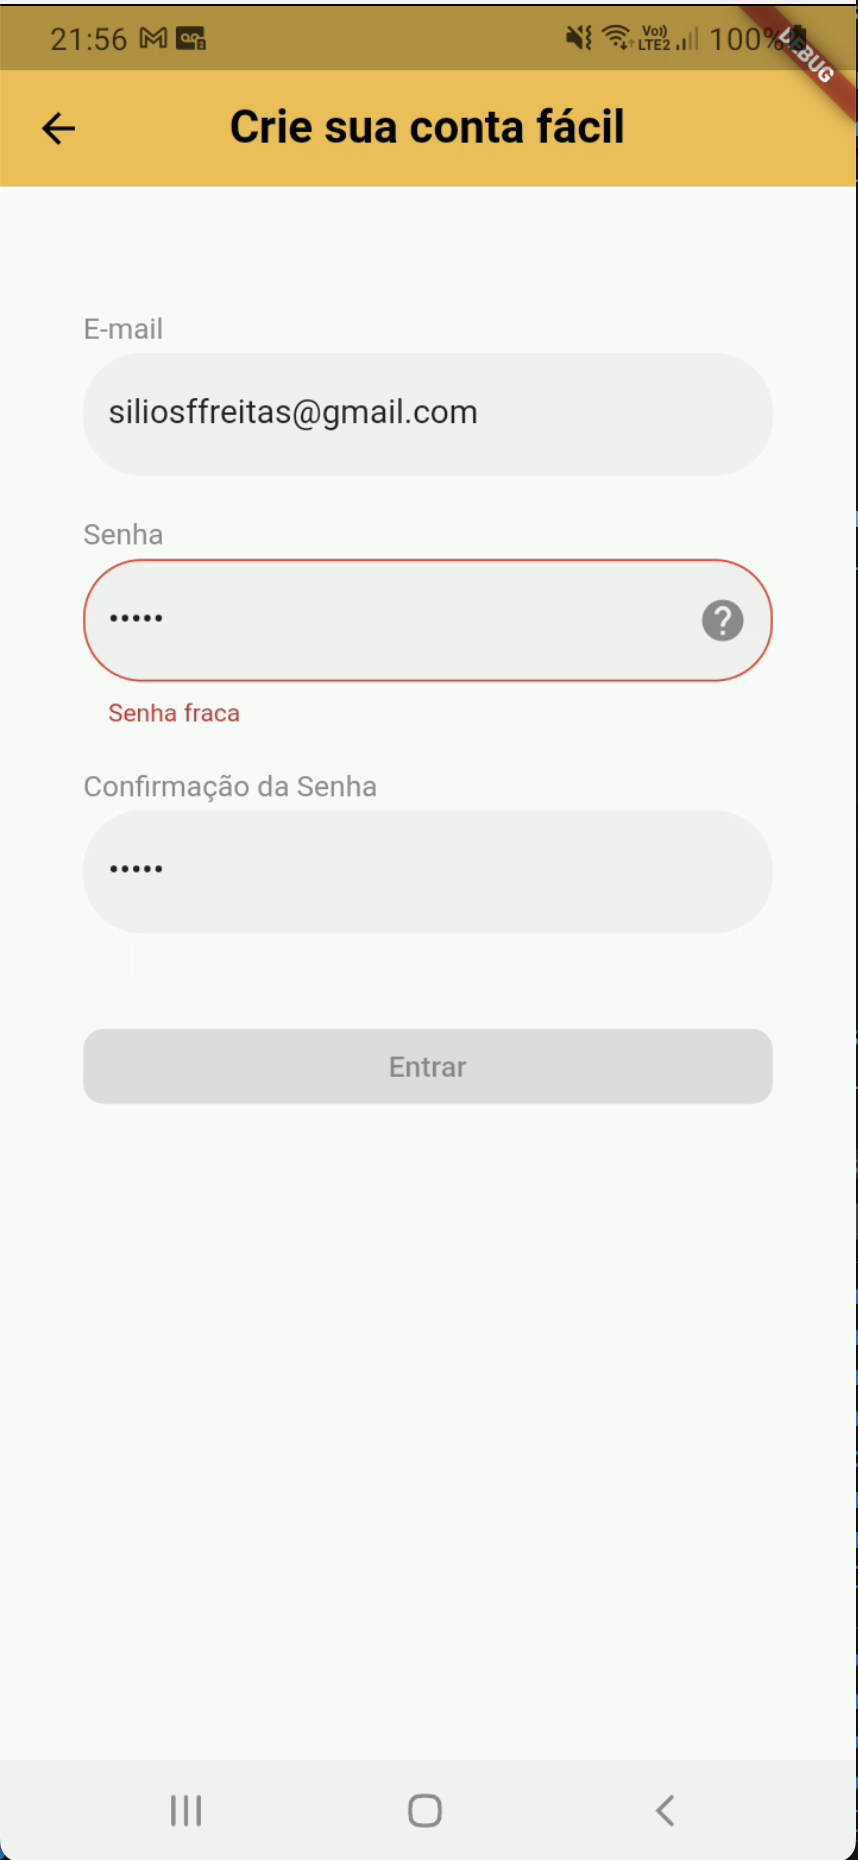 21:56 Vo)) LTE2 100%
DEBUG
Crie sua conta fácil
E-mail
siliosffreitas@gmail.com
Senha
•••••
?
Senha fraca
Confirmação da Senha
•••••
Entrar